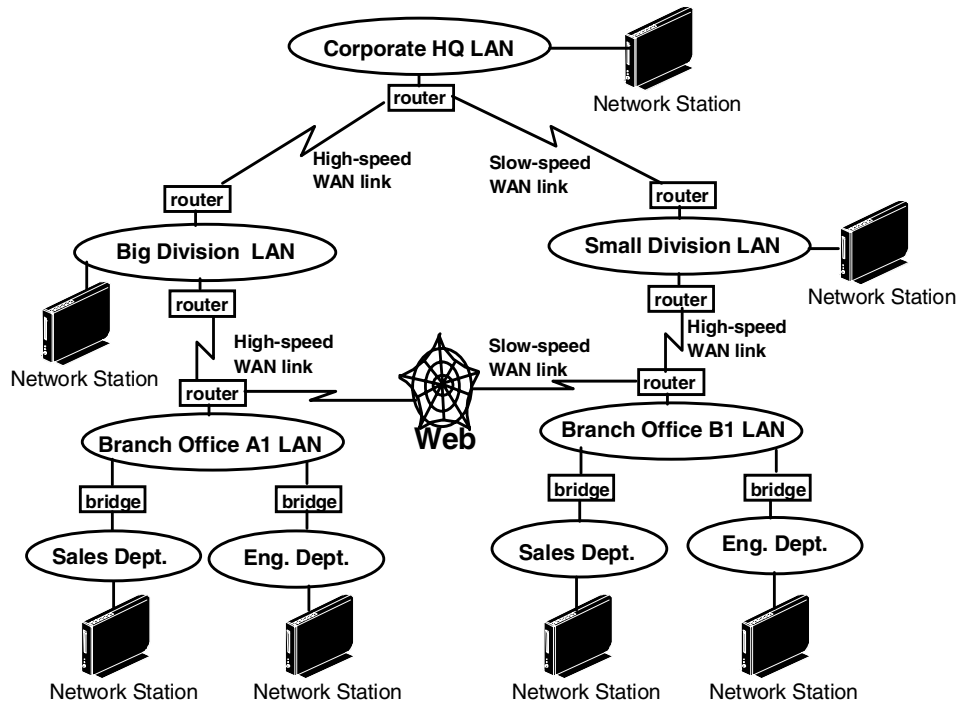 Corporate HQ LAN
Network Station
router
High-speed
WAN link
Slow-speed
WAN link
router
router
Big Division LAN
Small Division LAN
Network Station
router
router
Network Station
High-speed
WAN link
Slow-speed
WAN link
High-speed
WAN link
router
router
Web
Branch Office A1 LAN
Branch Office B1 LAN
bridge
bridge
bridge
bridge
Sales Dept.
Eng. Dept.
Sales Dept.
Eng. Dept.
Network Station
Network Station
Network Station
Network Station